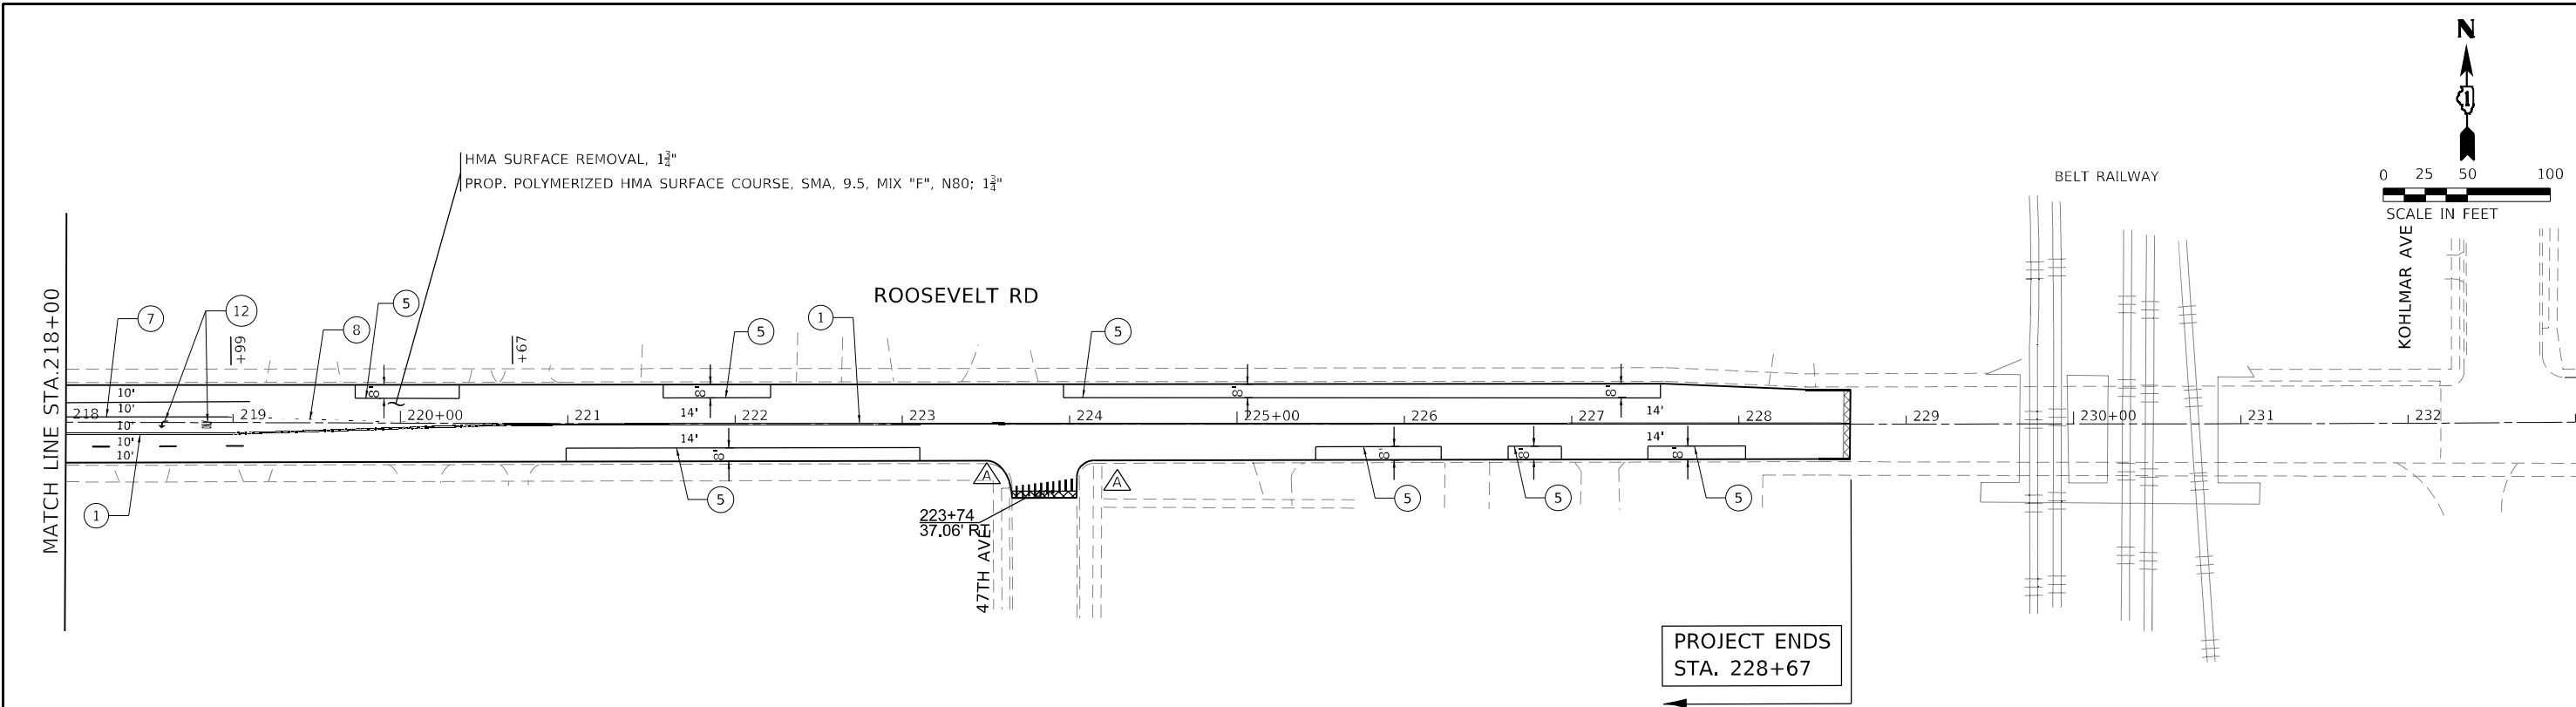 N
1
0 25 50 100
SCALE IN FEET
HMA SURFACE REMOVAL, 1¾"
PROP. POLYMERIZED HMA SURFACE COURSE, SMA, 9.5, MIX "F", N80; 1¾"
BELT RAILWAY
KOHLMAR AVE
ROOSEVELT RD
MATCH LINE STA.218+00
7
12
5
8
5
1
5
+99
+67
10'
10'
10'
10'
10'
8'
8'
8'
8'
14'
14'
14'
14'
218 219 220+00 221 222 223 224 225+00 226 227 228 229 230+00 231 232
8'
8'
8'
8'
1
5
A
A
5
5
5
223+74
37.06' RT
47TH AVE
PROJECT ENDS
STA. 228+67